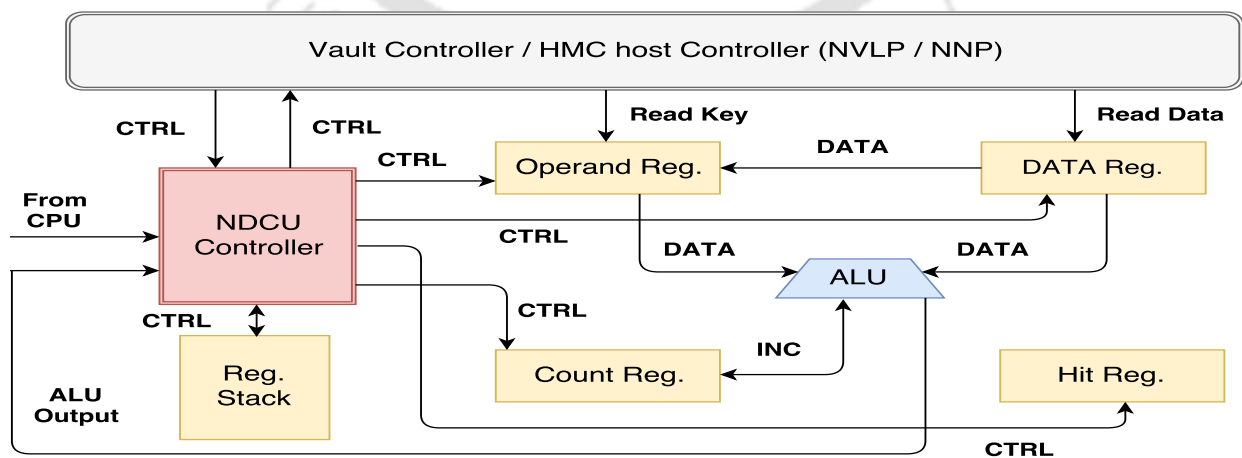 Vault Controller / HMC host Controller (NVLP / NNP)
CTRL
CTRL
Read Key
Read Data
CTRL
Operand Reg.
DATA
DATA Reg.
From
CPU
NDCU
Controller
CTRL
DATA
DATA
ALU
CTRL
CTRL
INC
Reg.
Stack
Count Reg.
Hit Reg.
ALU
Output
CTRL